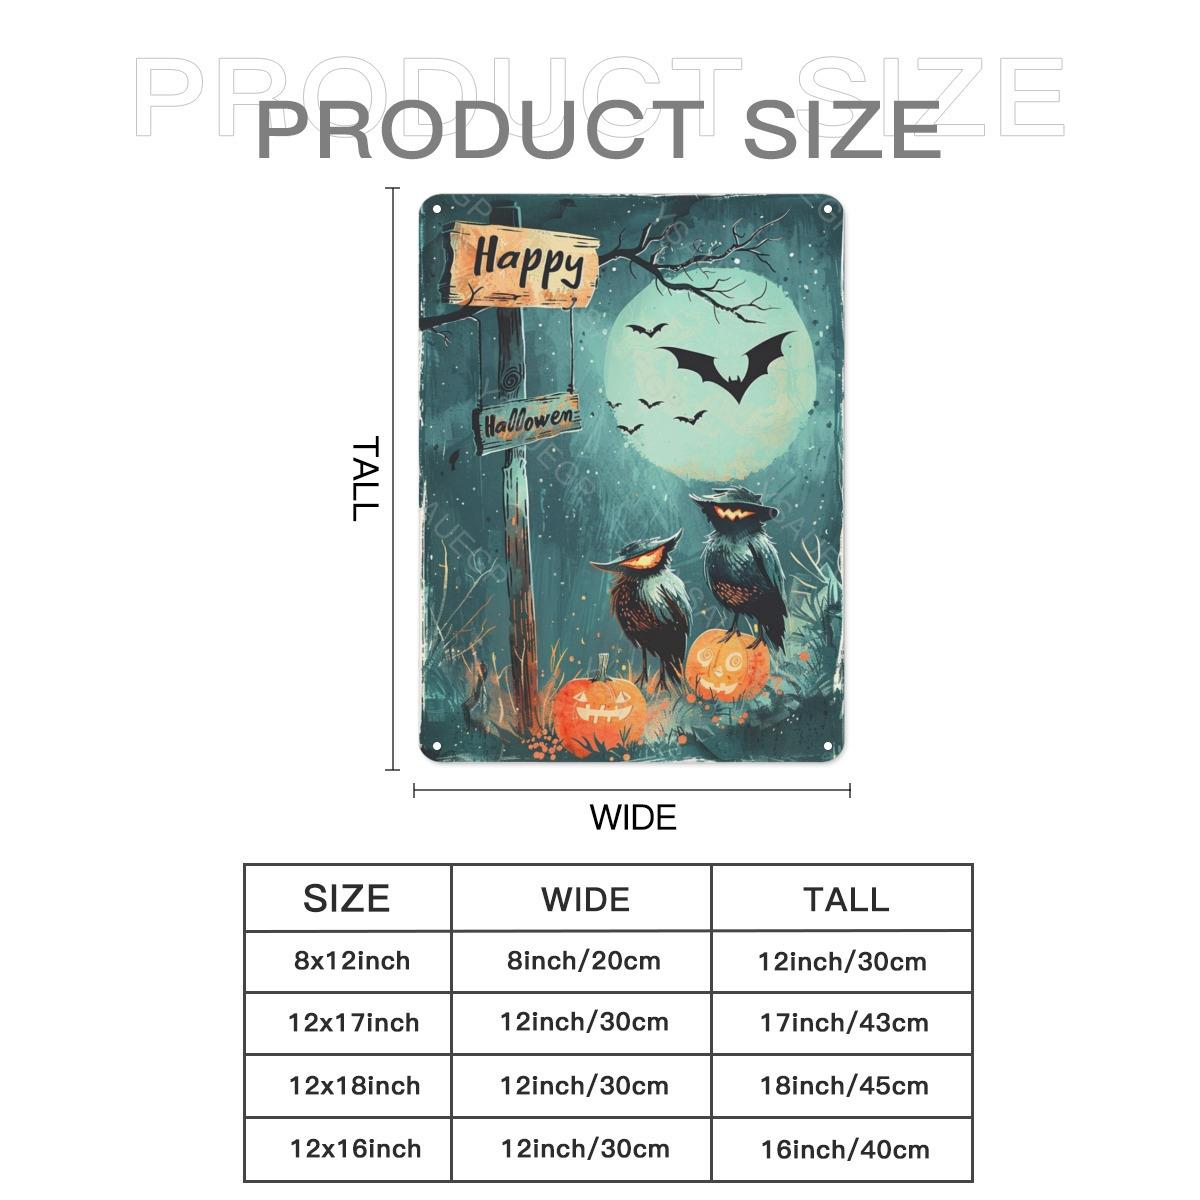 PRODUCT SIZE
PRODUCT SIZE
Happy
Hallowen
TALL
WIDE
SIZE WIDE TALL
8x12inch 8inch/20cm 12inch/30cm
12x17inch 12inch/30cm 17inch/43cm
12x18inch 12inch/30cm 18inch/45cm
12x16inch 12inch/30cm 16inch/40cm